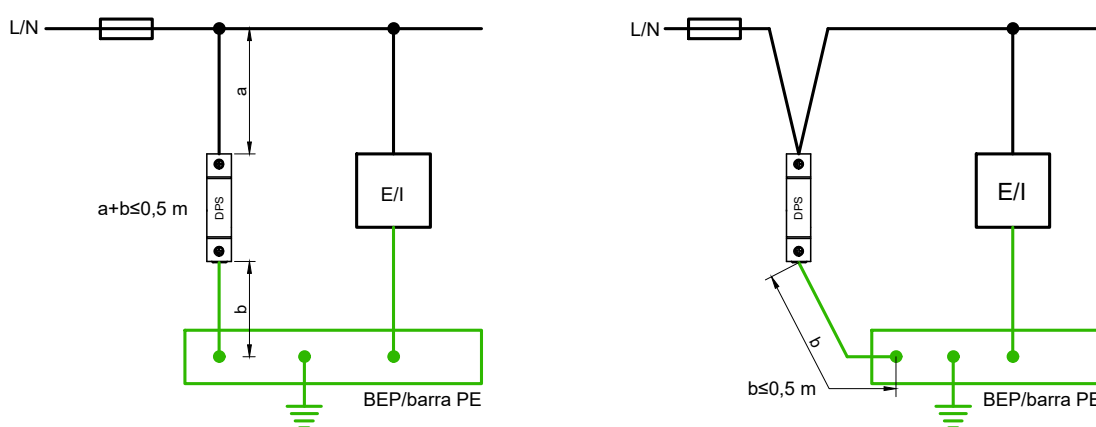 L/N
a
DPS
E/I
a+b≤0,5 m
b
BEP/barra PE
L/N
DPS
E/I
b
b≤0,5 m
BEP/barra PE